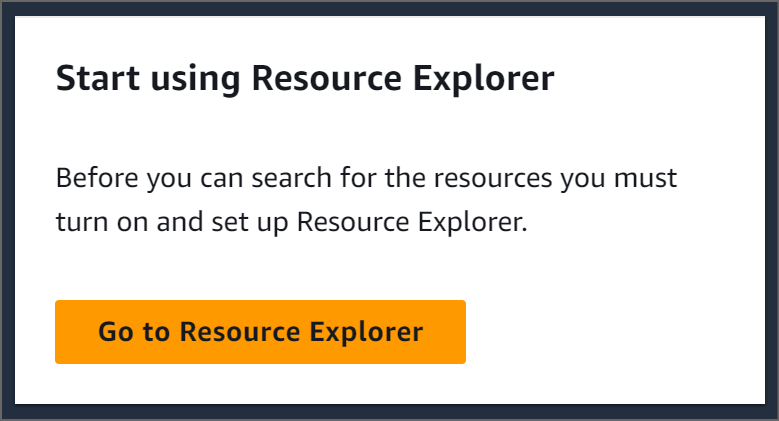 Start using Resource Explorer
Before you can search for the resources you must
turn on and set up Resource Explorer.
Go to Resource Explorer